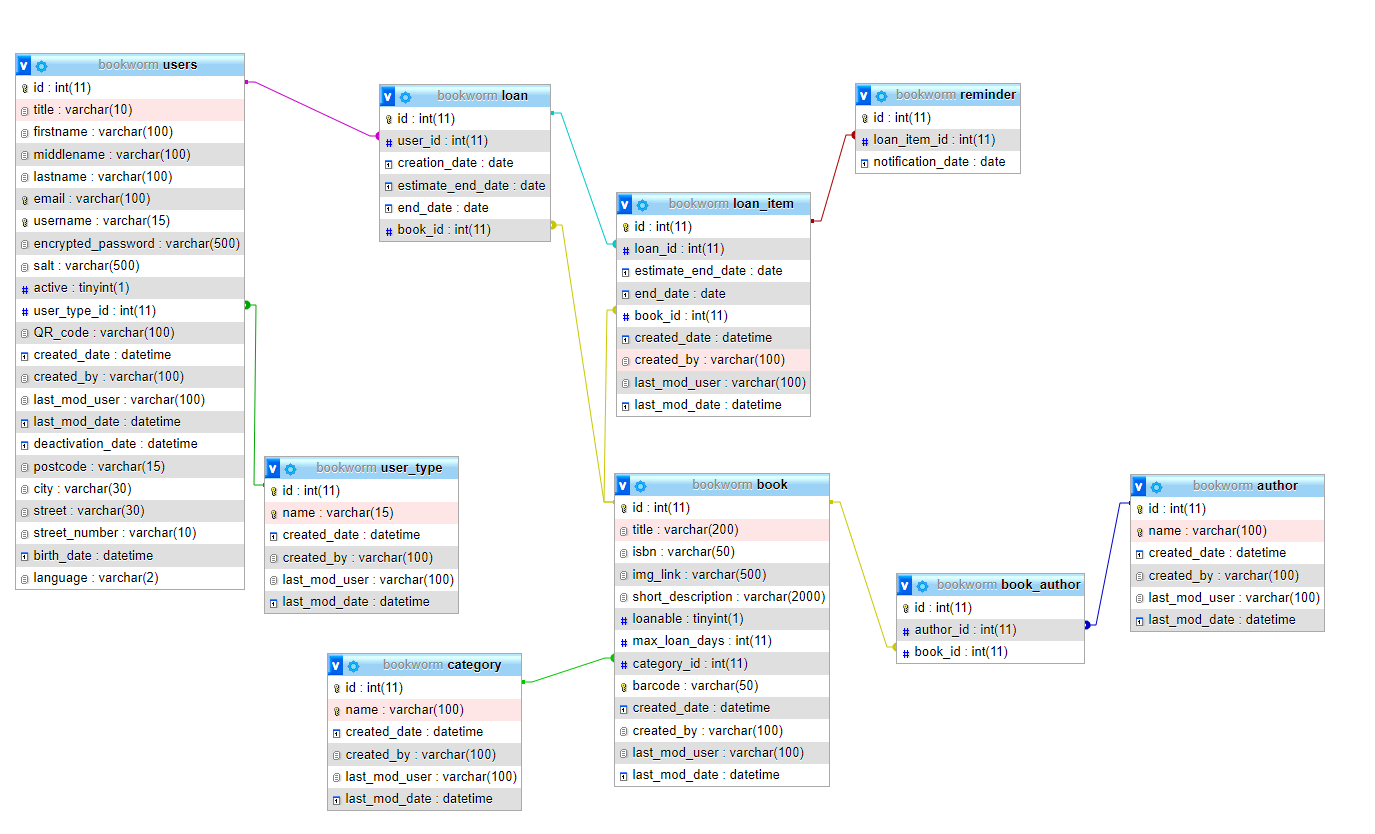 bookworm users
id : int(11)
title : varchar(10)
firstname : varchar(100)
middlename : varchar(100)
lastname : varchar(100)
email : varchar(100)
username : varchar(15)
encrypted_password : varchar(500)
salt : varchar(500)
active : tinyint(1)
user_type_id : int(11)
QR_code : varchar(100)
created_date : datetime
created_by : varchar(100)
last_mod_user : varchar(100)
last_mod_date : datetime
deactivation_date : datetime
postcode : varchar(15)
city : varchar(30)
street : varchar(30)
street_number : varchar(10)
birth_date : datetime
language : varchar(2)
bookworm loan
id : int(11)
user_id : int(11)
creation_date : date
estimate_end_date : date
end_date : date
book_id : int(11)
bookworm reminder
id : int(11)
loan_item_id : int(11)
notification_date : date
bookworm loan_item
id : int(11)
loan_id : int(11)
estimate_end_date : date
end_date : date
book_id : int(11)
created_date : datetime
created_by : varchar(100)
last_mod_user : varchar(100)
last_mod_date : datetime
bookworm user_type
id : int(11)
name : varchar(15)
created_date : datetime
created_by : varchar(100)
last_mod_user : varchar(100)
last_mod_date : datetime
bookworm book
id : int(11)
title : varchar(200)
isbn : varchar(50)
img_link : varchar(500)
short_description : varchar(2000)
loanable : tinyint(1)
max_loan_days : int(11)
category_id : int(11)
barcode : varchar(50)
created_date : datetime
created_by : varchar(100)
last_mod_user : varchar(100)
last_mod_date : datetime
bookworm author
id : int(11)
name : varchar(100)
created_date : datetime
created_by : varchar(100)
last_mod_user : varchar(100)
last_mod_date : datetime
bookworm book_author
id : int(11)
author_id : int(11)
book_id : int(11)
bookworm category
id : int(11)
name : varchar(100)
created_date : datetime
created_by : varchar(100)
last_mod_user : varchar(100)
last_mod_date : datetime